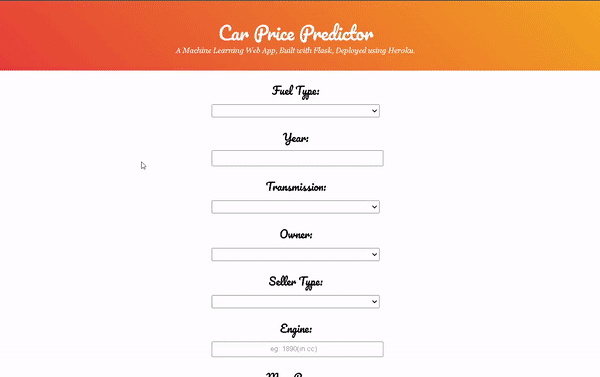 Car Price Predictor
A Machine Learning Web App, Built with Flask, Deployed using Heroku.
Fuel Type:
Year:
Transmission:
Owner:
Seller Type:
Engine:
eg: 1890(in cc)